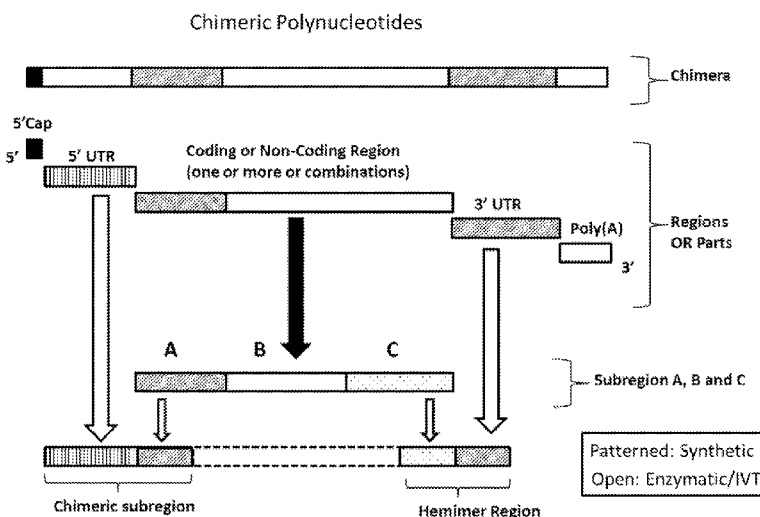 Chimeric Polynucleotides
Chimera
5'Cap
5'
5' UTR
Coding or Non-Coding Region
(one or more or combinations)
3' UTR
Poly(A)
3'
Regions
OR Parts
A
B
C
Subregion A, B and C
Patterned: Synthetic
Open: Enzymatic/IVT
Chimeric subregion
Hemimer Region